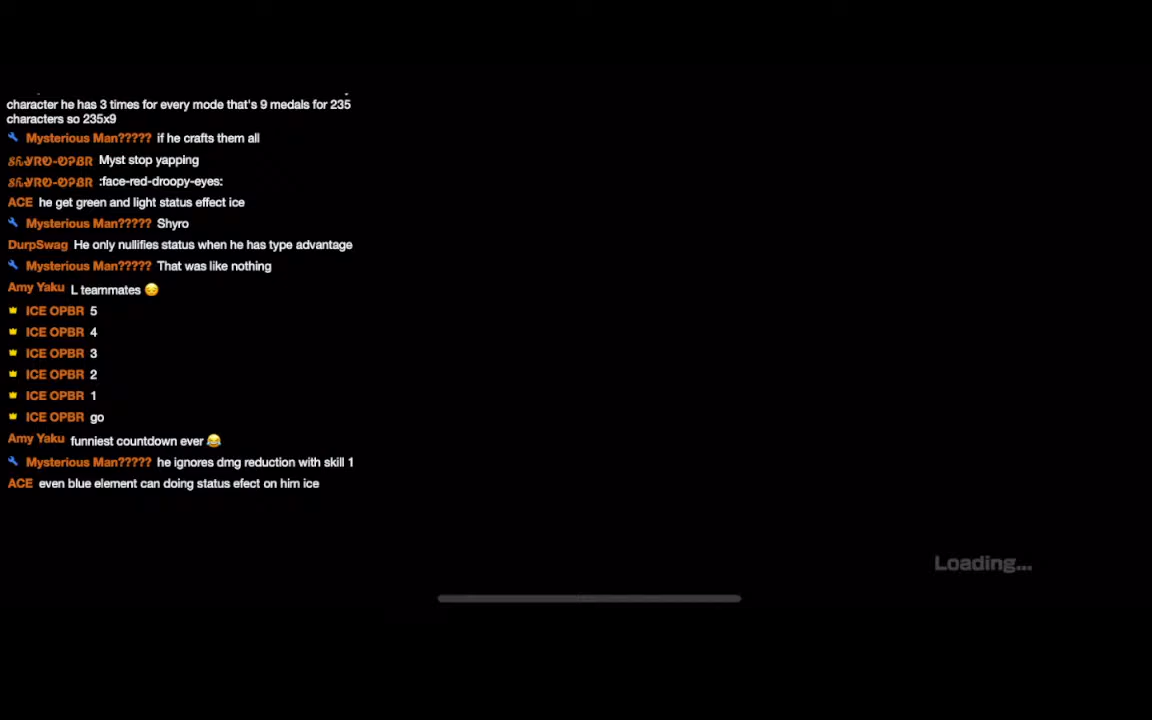 character he has 3 times for every mode that's 9 medals for 235
characters so 235x9
Mysterious Man????? if he crafts them all
Myst stop yapping
:face-red-droopy-eyes:
ACE he get green and light status effect ice
Mysterious Man????? Shyro
DurpSwag He only nullifies status when he has type advantage
Mysterious Man????? That was like nothing
Amy Yaku L teammates 😔
ICE OPBR 5
ICE OPBR 4
ICE OPBR 3
ICE OPBR 2
ICE OPBR 1
ICE OPBR go
Amy Yaku funniest countdown ever 😂
Mysterious Man????? he ignores dmg reduction with skill 1
ACE even blue element can doing status efect on him ice
Loading...